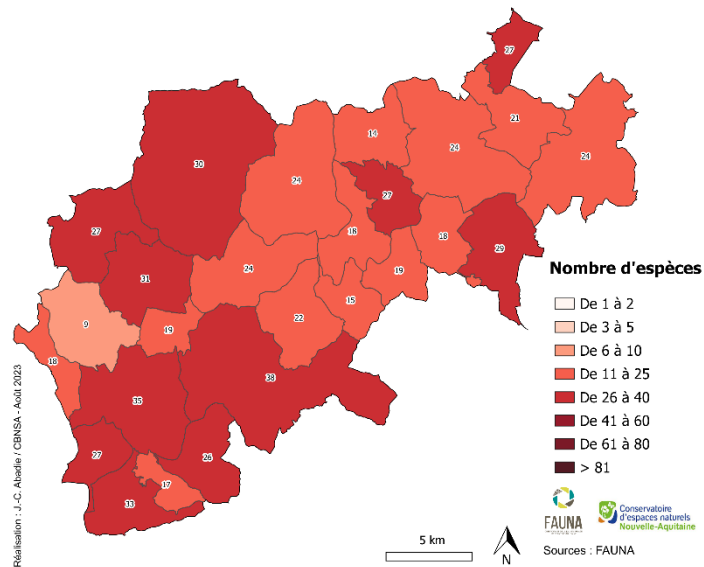 27
14
21
24
24
30
24
27
18
18
27
29
31
24
19
15
9
19
22
18
38
35
27
26
17
33
Nombre d'espèces
De 1 à 2
De 3 à 5
De 6 à 10
De 11 à 25
De 26 à 40
De 41 à 60
De 61 à 80
> 81
FAUNA
Conservatoire
d'espaces naturels
Nouvelle-Aquitaine
5 km
N
Sources : FAUNA
Réalisation : J.-C. Abadie / CBNSA - Août 2023